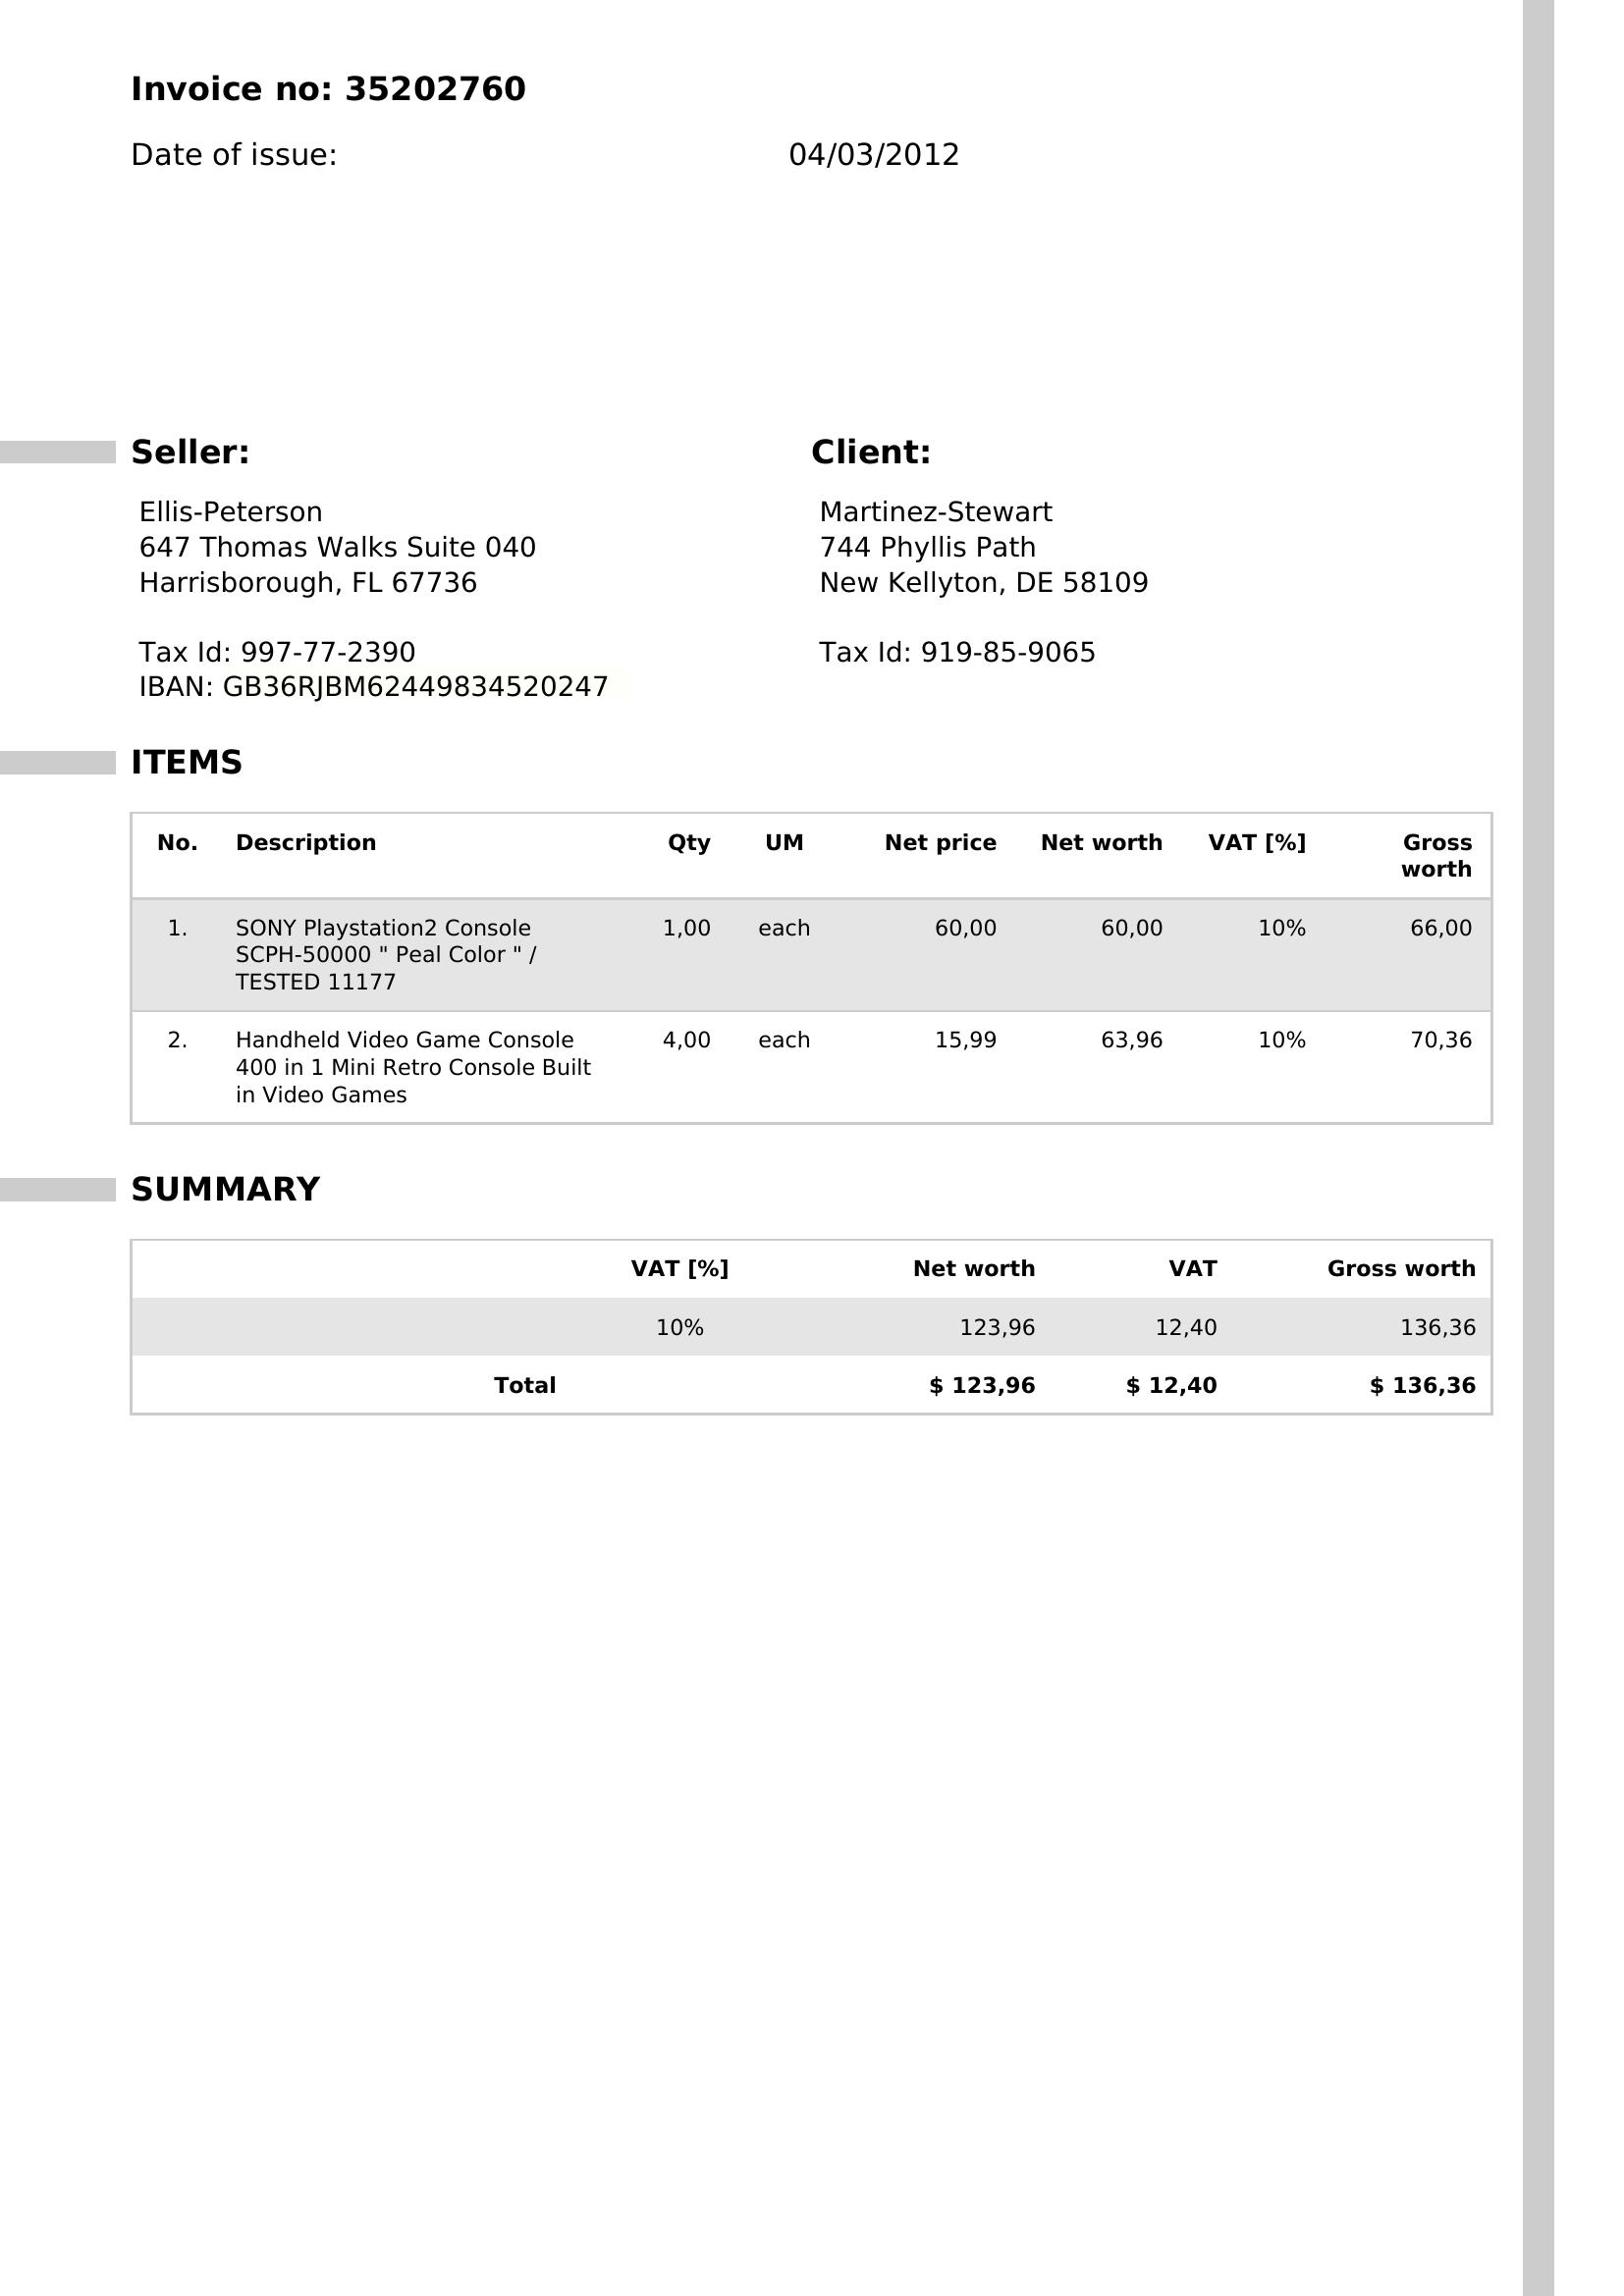 Invoice no: 35202760
Date of issue: 04/03/2012
Seller:
Ellis-Peterson
647 Thomas Walks Suite 040
Harrisborough, FL 67736
Tax Id: 997-77-2390
IBAN: GB36RJBM62449834520247
Client:
Martinez-Stewart
744 Phyllis Path
New Kellyton, DE 58109
Tax Id: 919-85-9065
ITEMS
No. Description Qty UM Net price Net worth VAT [%] Gross
worth
1. SONY Playstation2 Console 1,00 each 60,00 60,00 10% 66,00
SCPH-50000 " Peal Color " /
TESTED 11177
2. Handheld Video Game Console 4,00 each 15,99 63,96 10% 70,36
400 in 1 Mini Retro Console Built
in Video Games
SUMMARY
VAT [%] Net worth VAT Gross worth
10% 123,96 12,40 136,36
Total $ 123,96 $ 12,40 $ 136,36